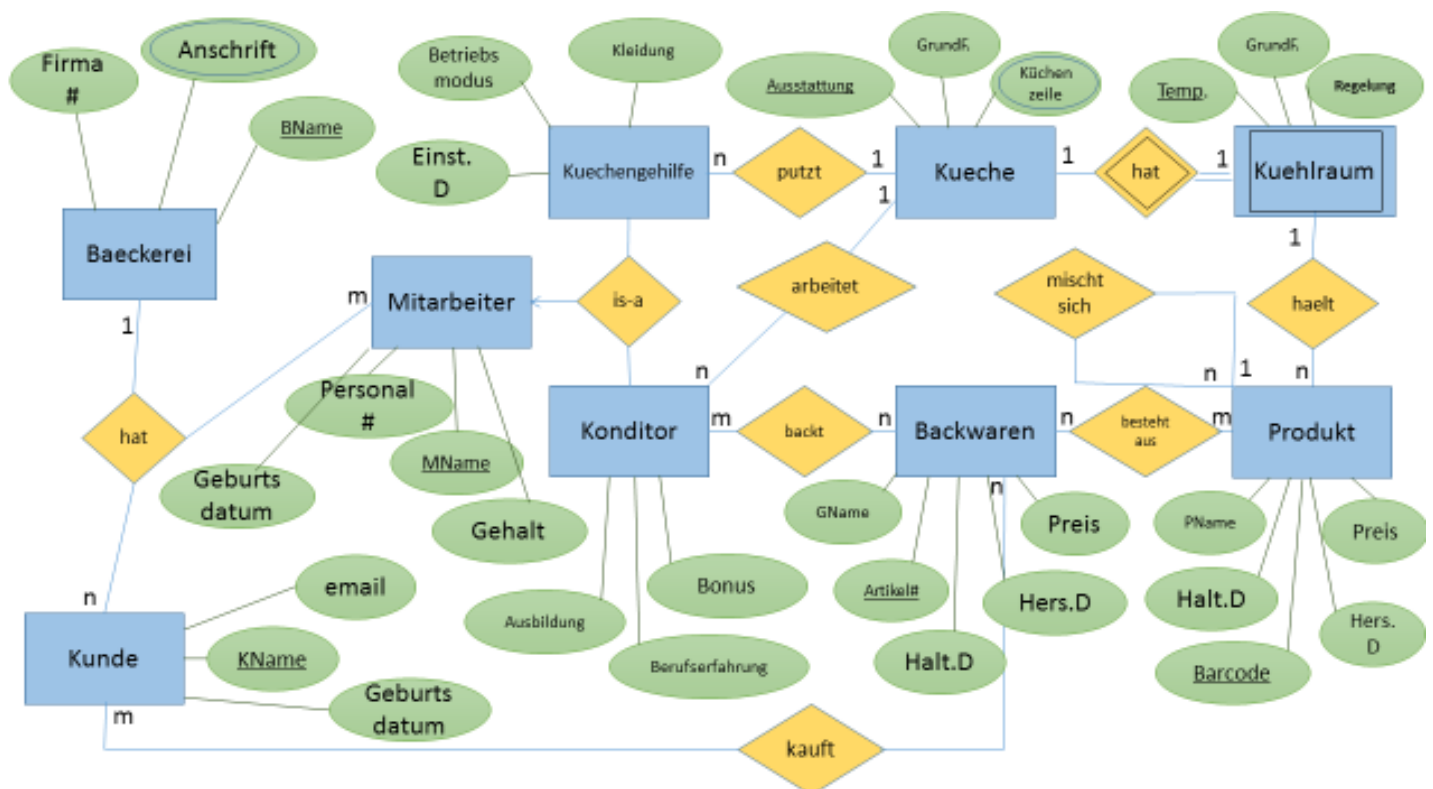 Firma
#
Anschrift
BName
Baeckerei
1
hat
n
m
Betriebs
modus
Kleidung
Einst.
D
Kuechengehilfe
n
putzt
1
Ausstattung
GrundF.
Küchen
zeile
Kueche
1
1
hat
1
Temp.
GrundF.
Regelung
Kuehlraum
1
haelt
n
Mitarbeiter
is-a
arbeitet
n
mischt
sich
n
1
Personal
#
MName
Geburts
datum
Gehalt
Konditor
m
backt
n
Backwaren
n
besteht
aus
m
Produkt
Ausbildung
Bonus
Berufserfahrung
GName
Artikel#
Halt.D
Hers.D
Preis
n
PName
Halt.D
Barcode
Hers.
D
Preis
Kunde
email
KName
Geburts
datum
m
kauft